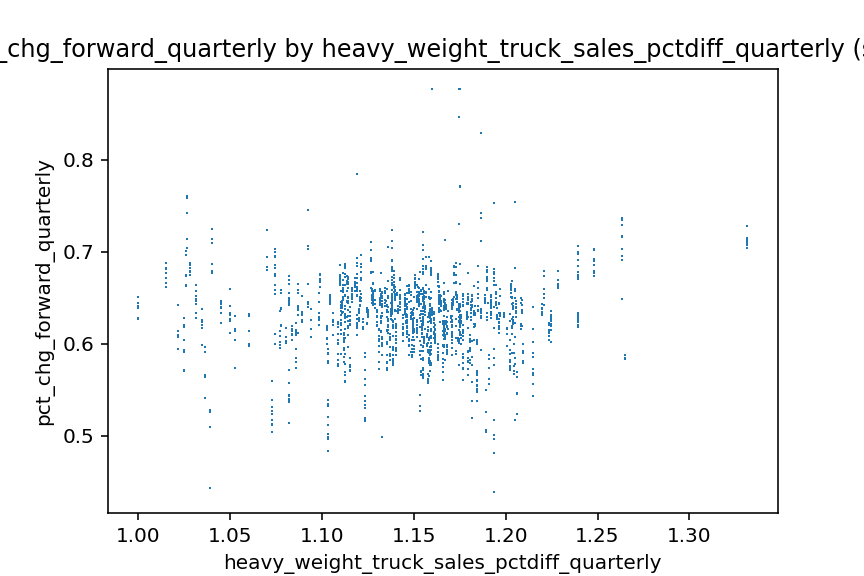 _chg_forward_quarterly by heavy_weight_truck_sales_pctdiff_quarterly (
pct_chg_forward_quarterly
0.8
0.7
0.6
0.5
1.00 1.05 1.10 1.15 1.20 1.25 1.30
heavy_weight_truck_sales_pctdiff_quarterly